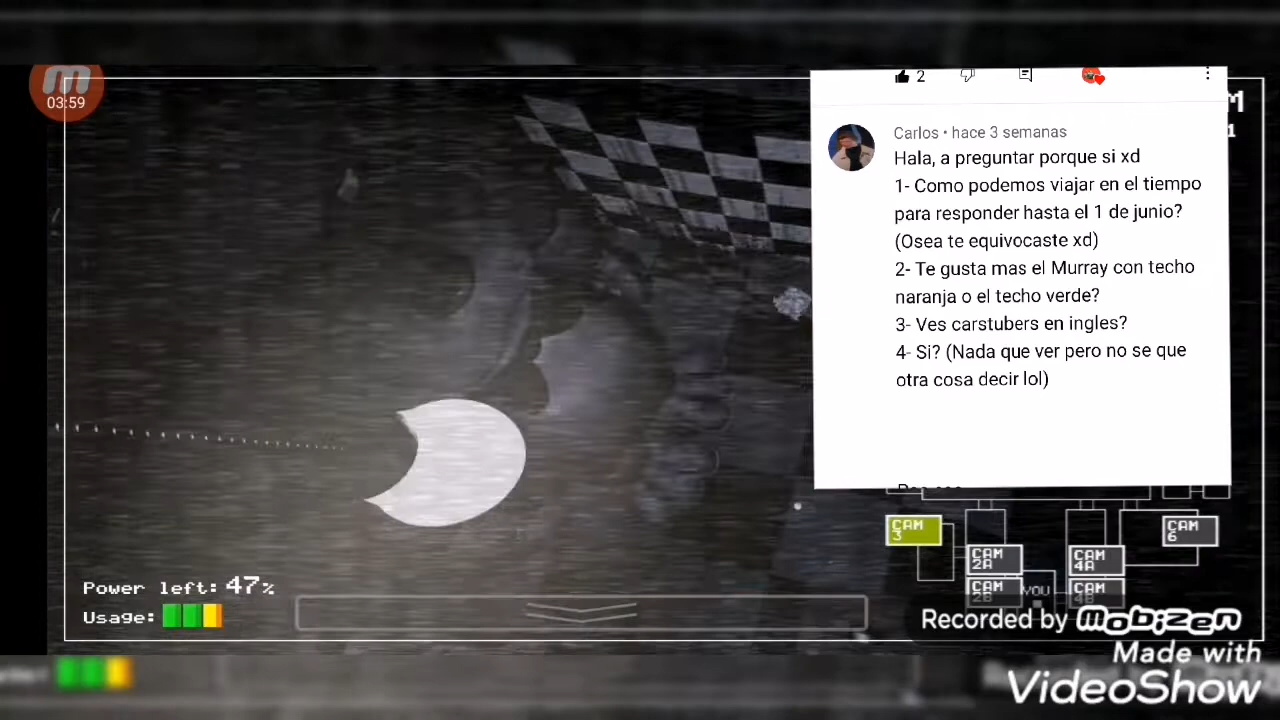 03:59
2
Carlos • hace 3 semanas
Hala, a preguntar porque si xd
1- Como podemos viajar en el tiempo
para responder hasta el 1 de junio?
(Osea te equivocaste xd)
2- Te gusta mas el Murray con techo
naranja o el techo verde?
3- Ves carstubers en ingles?
4- Si? (Nada que ver pero no se que
otra cosa decir lol)
CAM
3
CAM
6
CAM
2A
CAM
4A
CAM
2B
YOU
CAM
4B
Power left: 47%
Usage:
Recorded by mobizen
Made with
VideoShow